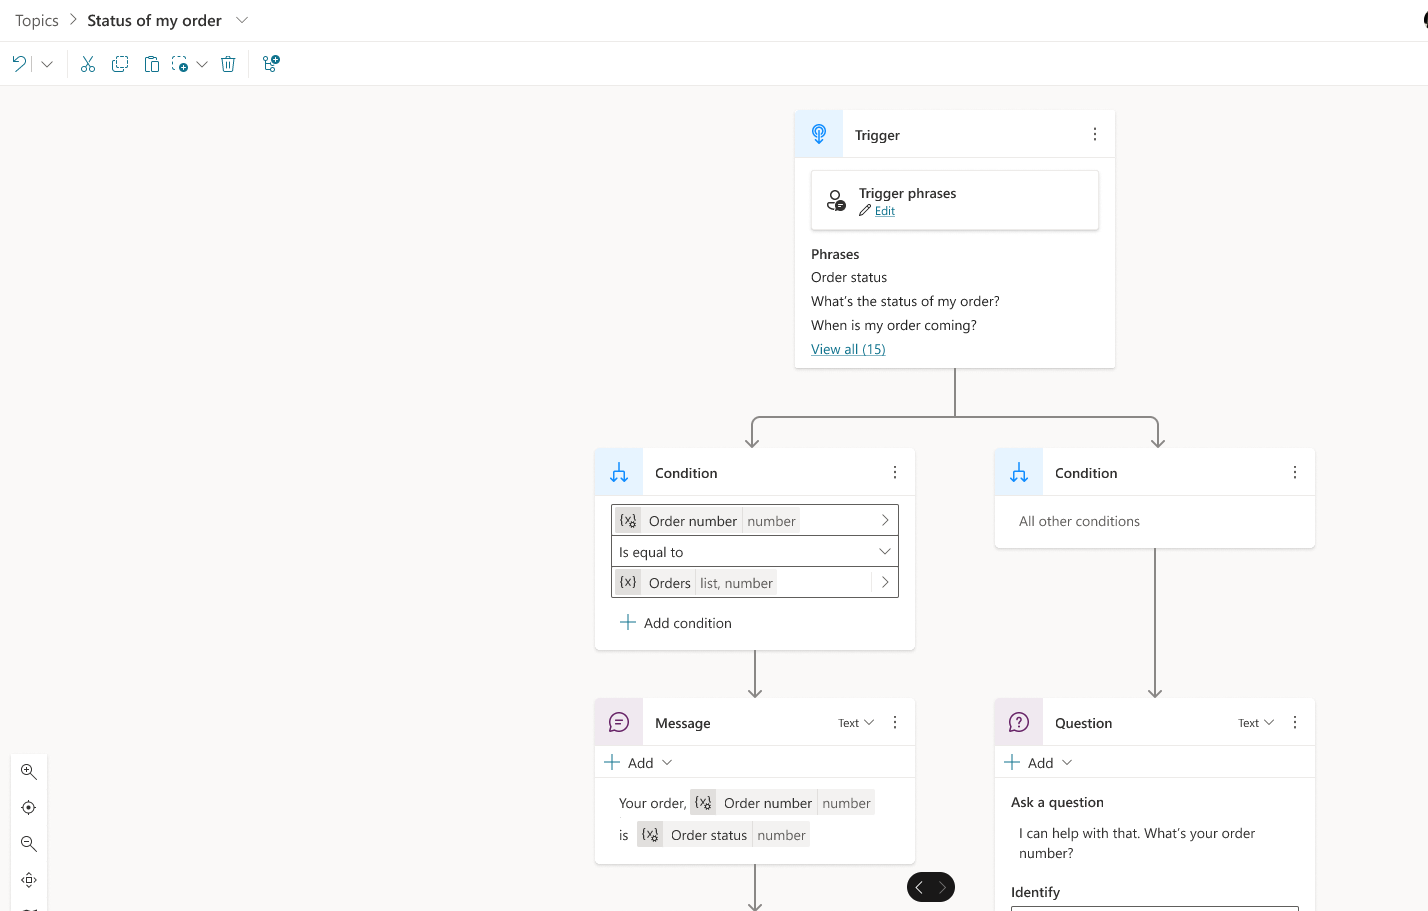 Topics > Status of my order
Trigger
Trigger phrases
Edit
Phrases
Order status
What's the status of my order?
When is my order coming?
View all (15)
Condition
{x} Order number number
Is equal to
{x} Orders list, number
Add condition
Condition
All other conditions
Message Text
Add
Your order, {x} Order number number
is {x} Order status number
Question Text
Add
Ask a question
I can help with that. What's your order
number?
Identify